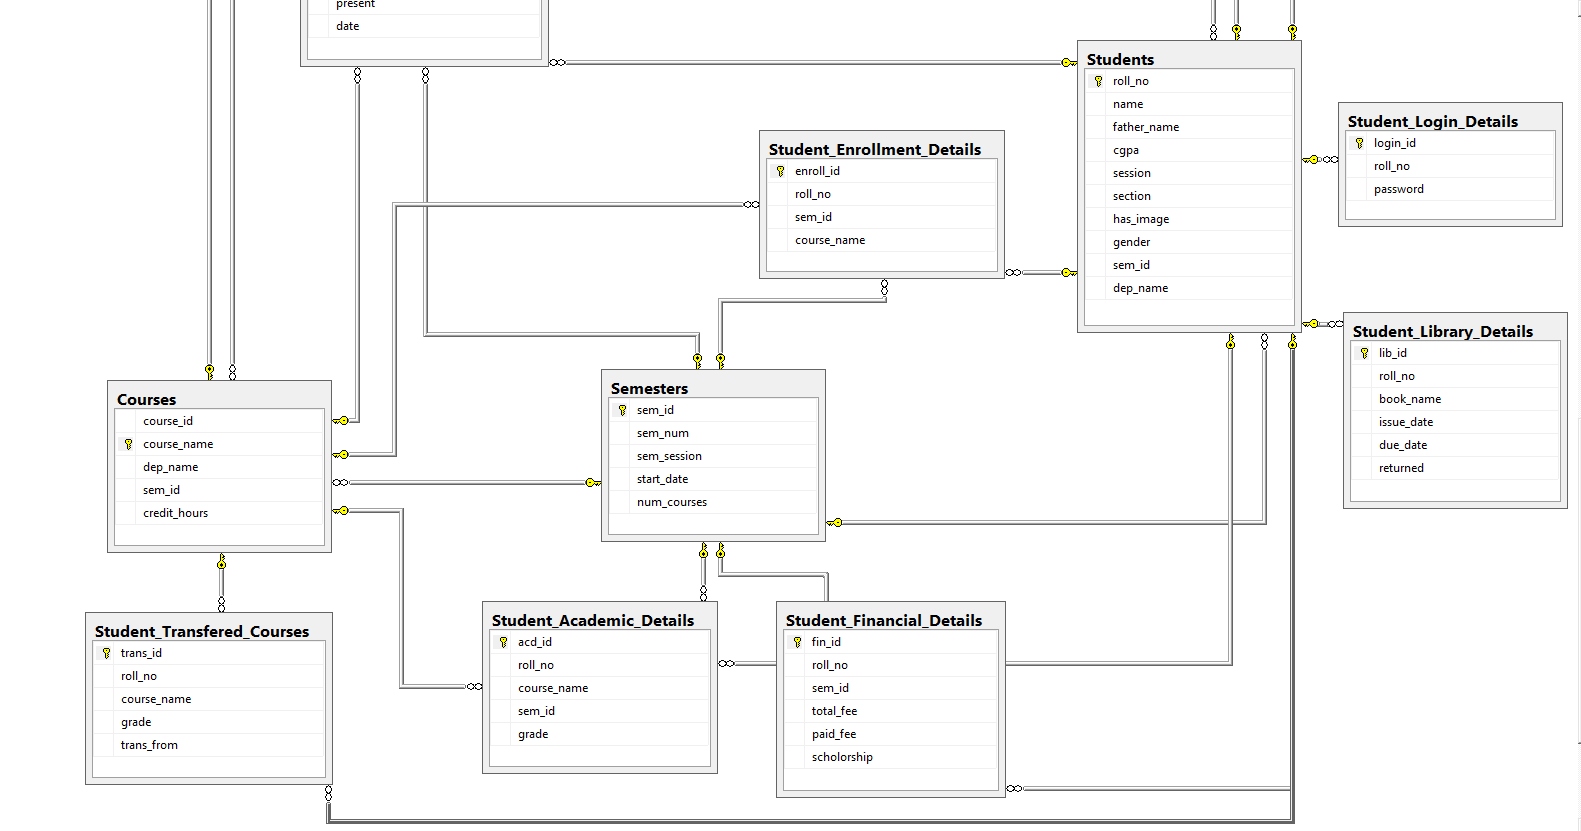 present
date
Students
roll_no
name
father_name
cgpa
session
section
has_image
gender
sem_id
dep_name
Student_Login_Details
login_id
roll_no
password
Student_Enrollment_Details
enroll_id
roll_no
sem_id
course_name
Student_Library_Details
lib_id
roll_no
book_name
issue_date
due_date
returned
Courses
course_id
course_name
dep_name
sem_id
credit_hours
Semesters
sem_id
sem_num
sem_session
start_date
num_courses
Student_Transfered_Courses
trans_id
roll_no
course_name
grade
trans_from
Student_Academic_Details
acd_id
roll_no
course_name
sem_id
grade
Student_Financial_Details
fin_id
roll_no
sem_id
total_fee
paid_fee
scholorship